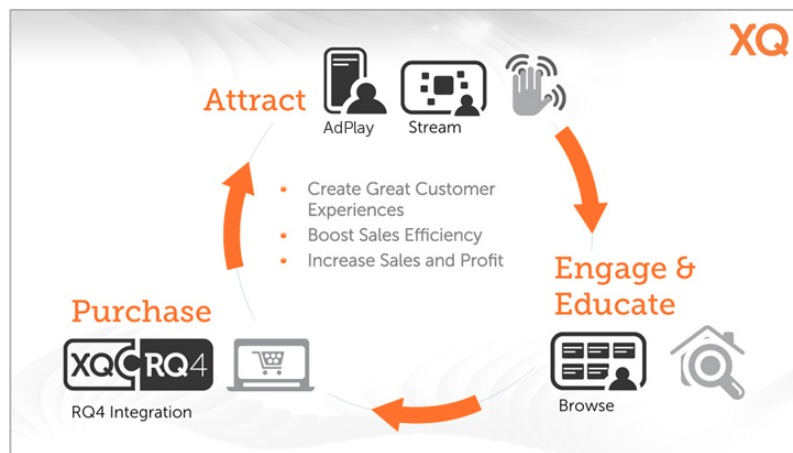 XQ
Attract
AdPlay
Stream
• Create Great Customer
Experiences
• Boost Sales Efficiency
• Increase Sales and Profit
Engage &
Educate
Browse
Purchase
XQ RQ4
RQ4 Integration